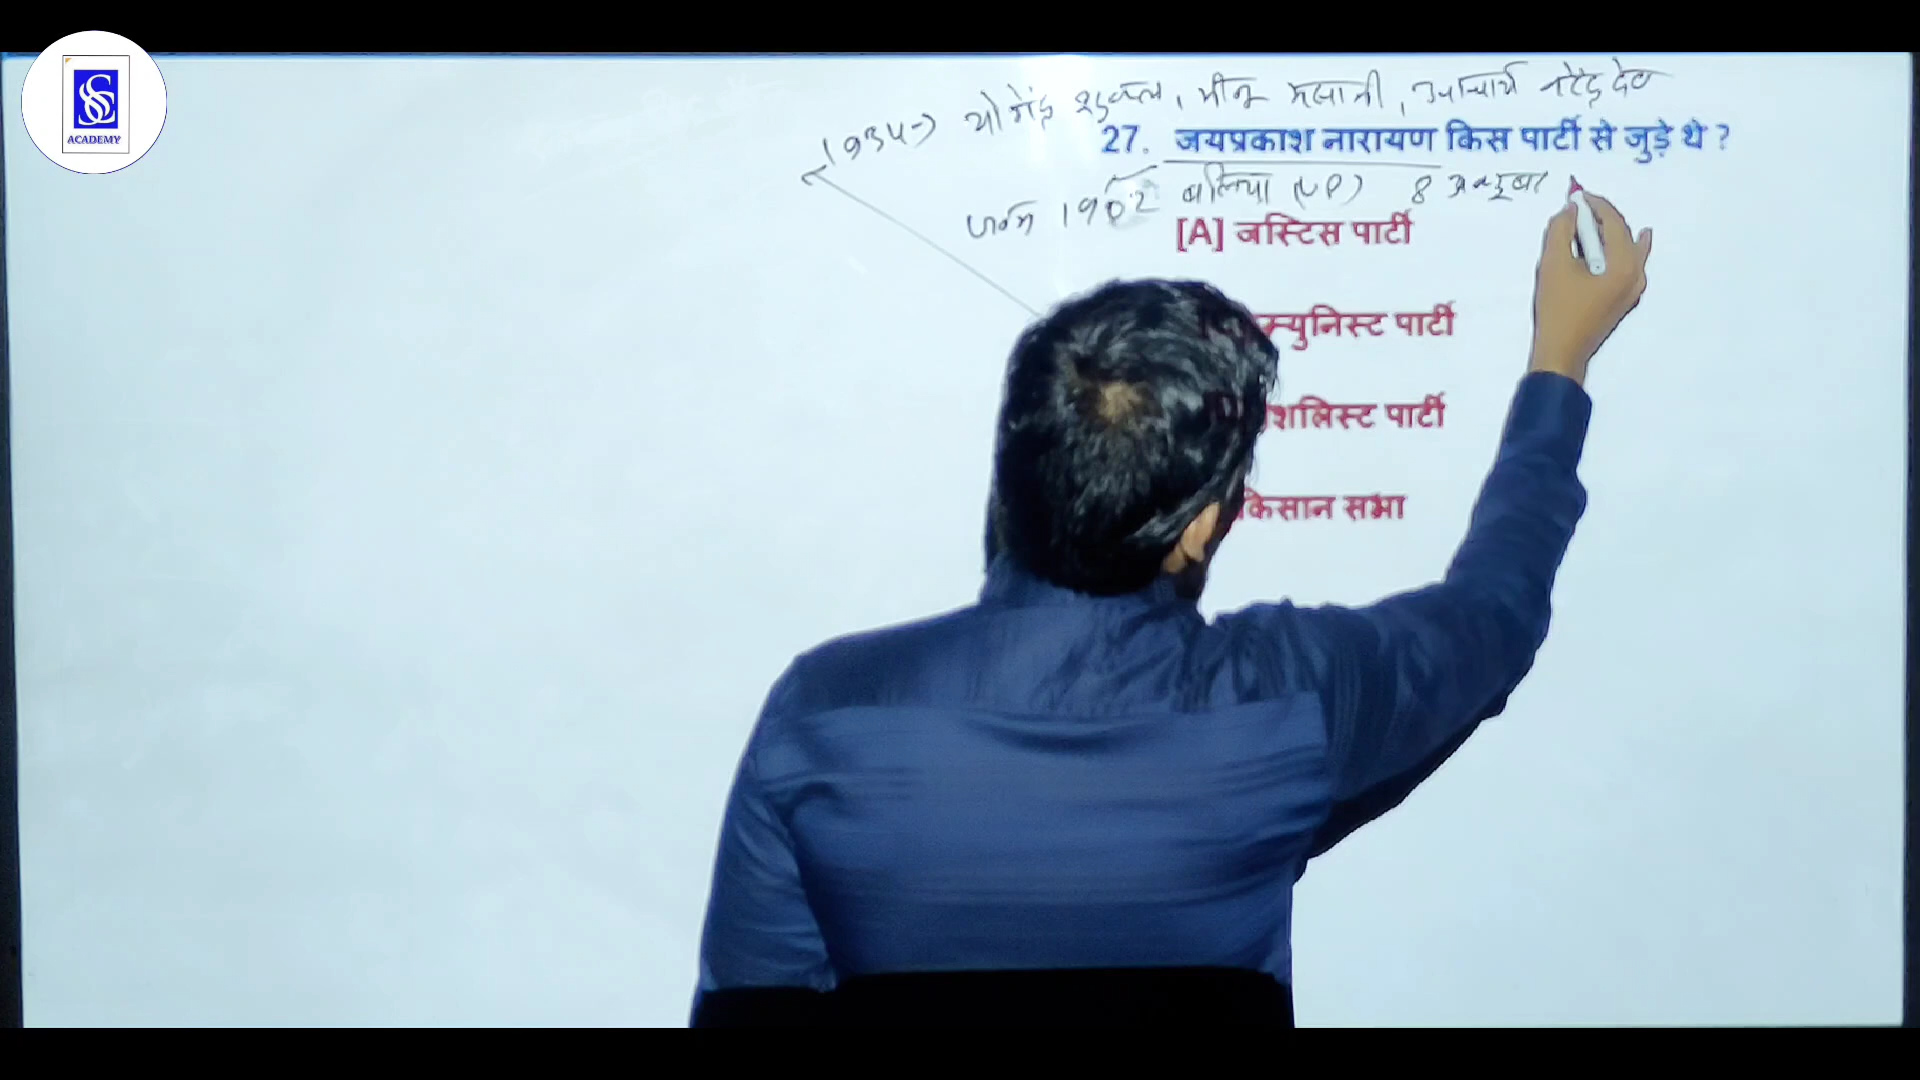 SSC
ACADEMY
1934→ योगेंद्र शुक्ल, मीनू मसानी, आचार्य नरेंद्र देव
27. जयप्रकाश नारायण किस पार्टी से जुड़े थे ?
जन्म 1902 बलिया (UP) 8 अक्टूबर
[A] जस्टिस पार्टी
म्युनिस्ट पार्टी
शलिस्ट पार्टी
किसान सभा